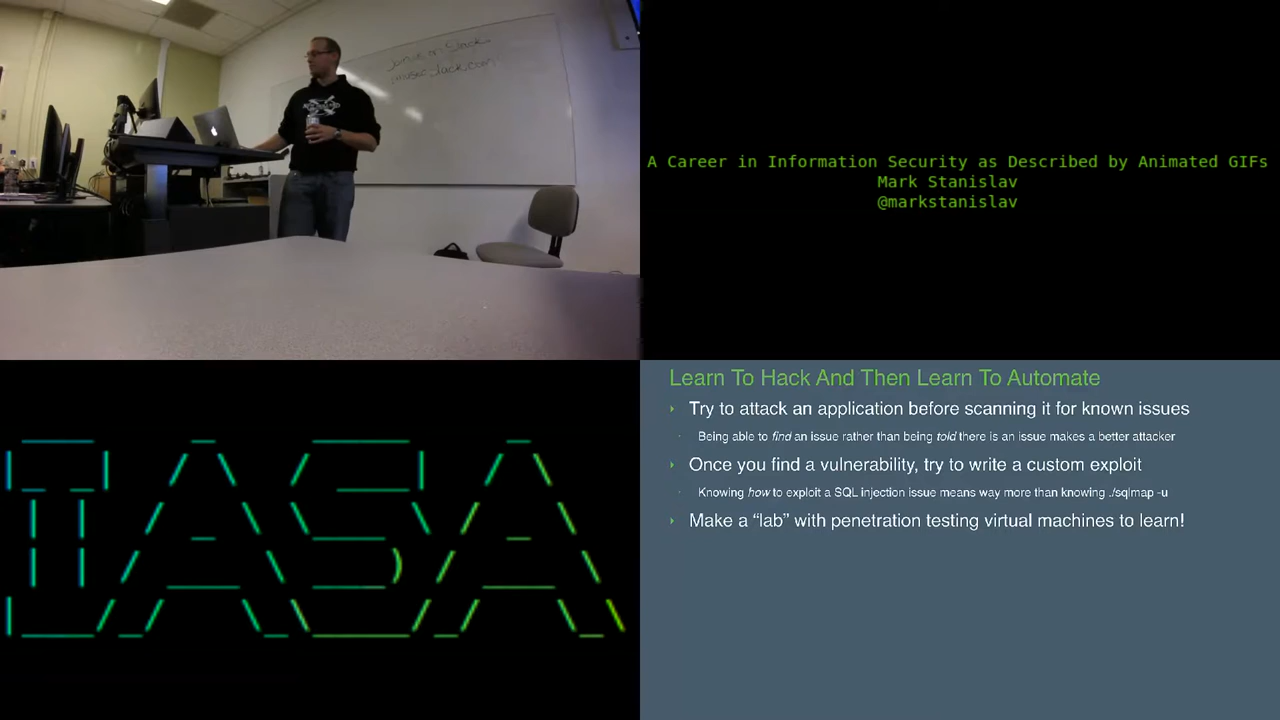 A Career in Information Security as Described by Animated GIFs
Mark Stanislav
@markstanislav
IASA
Learn To Hack And Then Learn To Automate
Try to attack an application before scanning it for known issues
Being able to find an issue rather than being told there is an issue makes a better attacker
Once you find a vulnerability, try to write a custom exploit
Knowing how to exploit a SQL injection issue means way more than knowing ./sqlmap -u
Make a “lab” with penetration testing virtual machines to learn!